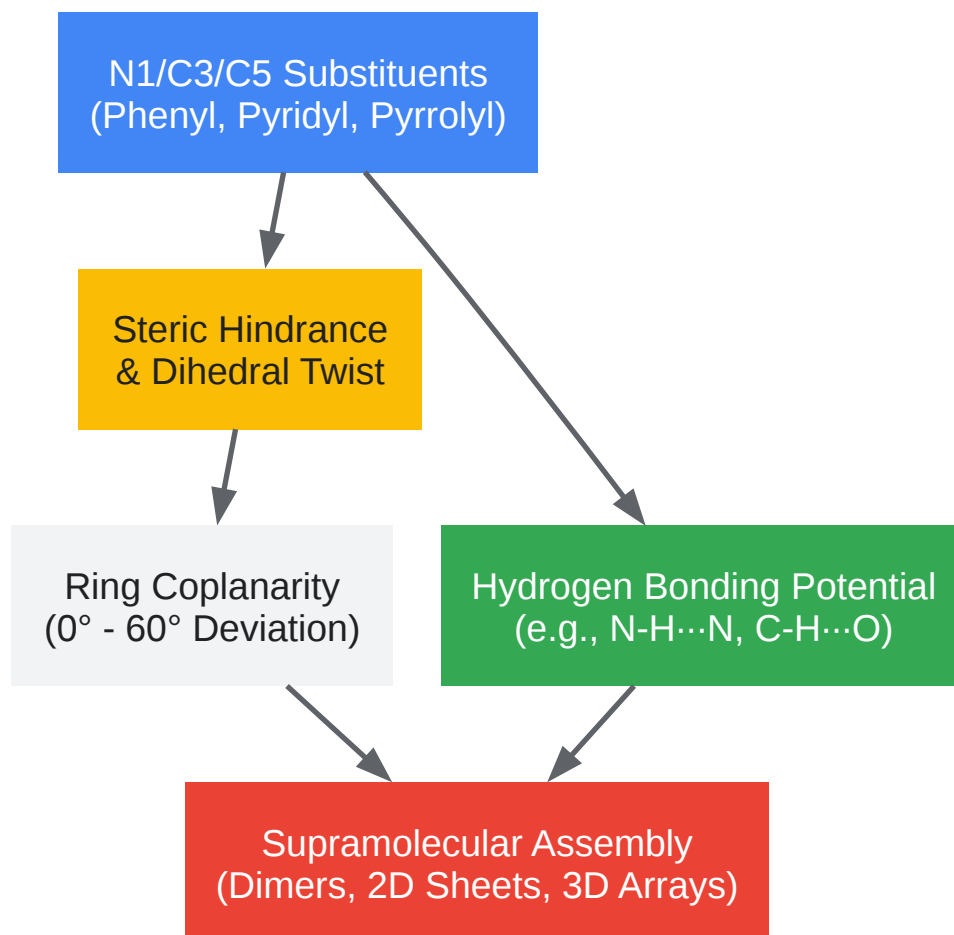 N1/C3/C5 Substituents
(Phenyl, Pyridyl, Pyrrolyl)
Steric Hindrance
& Dihedral Twist
Ring Coplanarity
(0° - 60° Deviation)
Hydrogen Bonding Potential
(e.g., N-H···N, C-H···O)
Supramolecular Assembly
(Dimers, 2D Sheets, 3D Arrays)